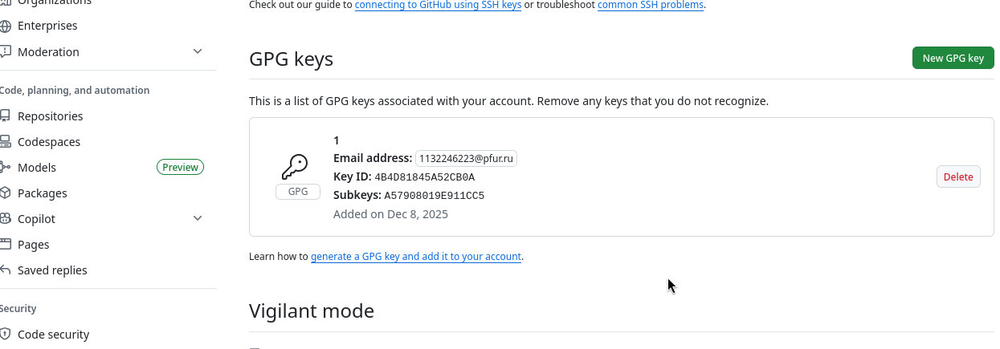 Organizations
Enterprises
Moderation
Code, planning, and automation
Repositories
Codespaces
Models Preview
Packages
Copilot
Pages
Saved replies
Security
Code security
Check out our guide to connecting to GitHub using SSH keys or troubleshoot common SSH problems.
GPG keys
New GPG key
This is a list of GPG keys associated with your account. Remove any keys that you do not recognize.
GPG
1
Email address: 1132246223@pfur.ru
Key ID: 4B4D81845A52CB0A
Subkeys: A57908019E911CC5
Added on Dec 8, 2025
Delete
Learn how to generate a GPG key and add it to your account.
Vigilant mode